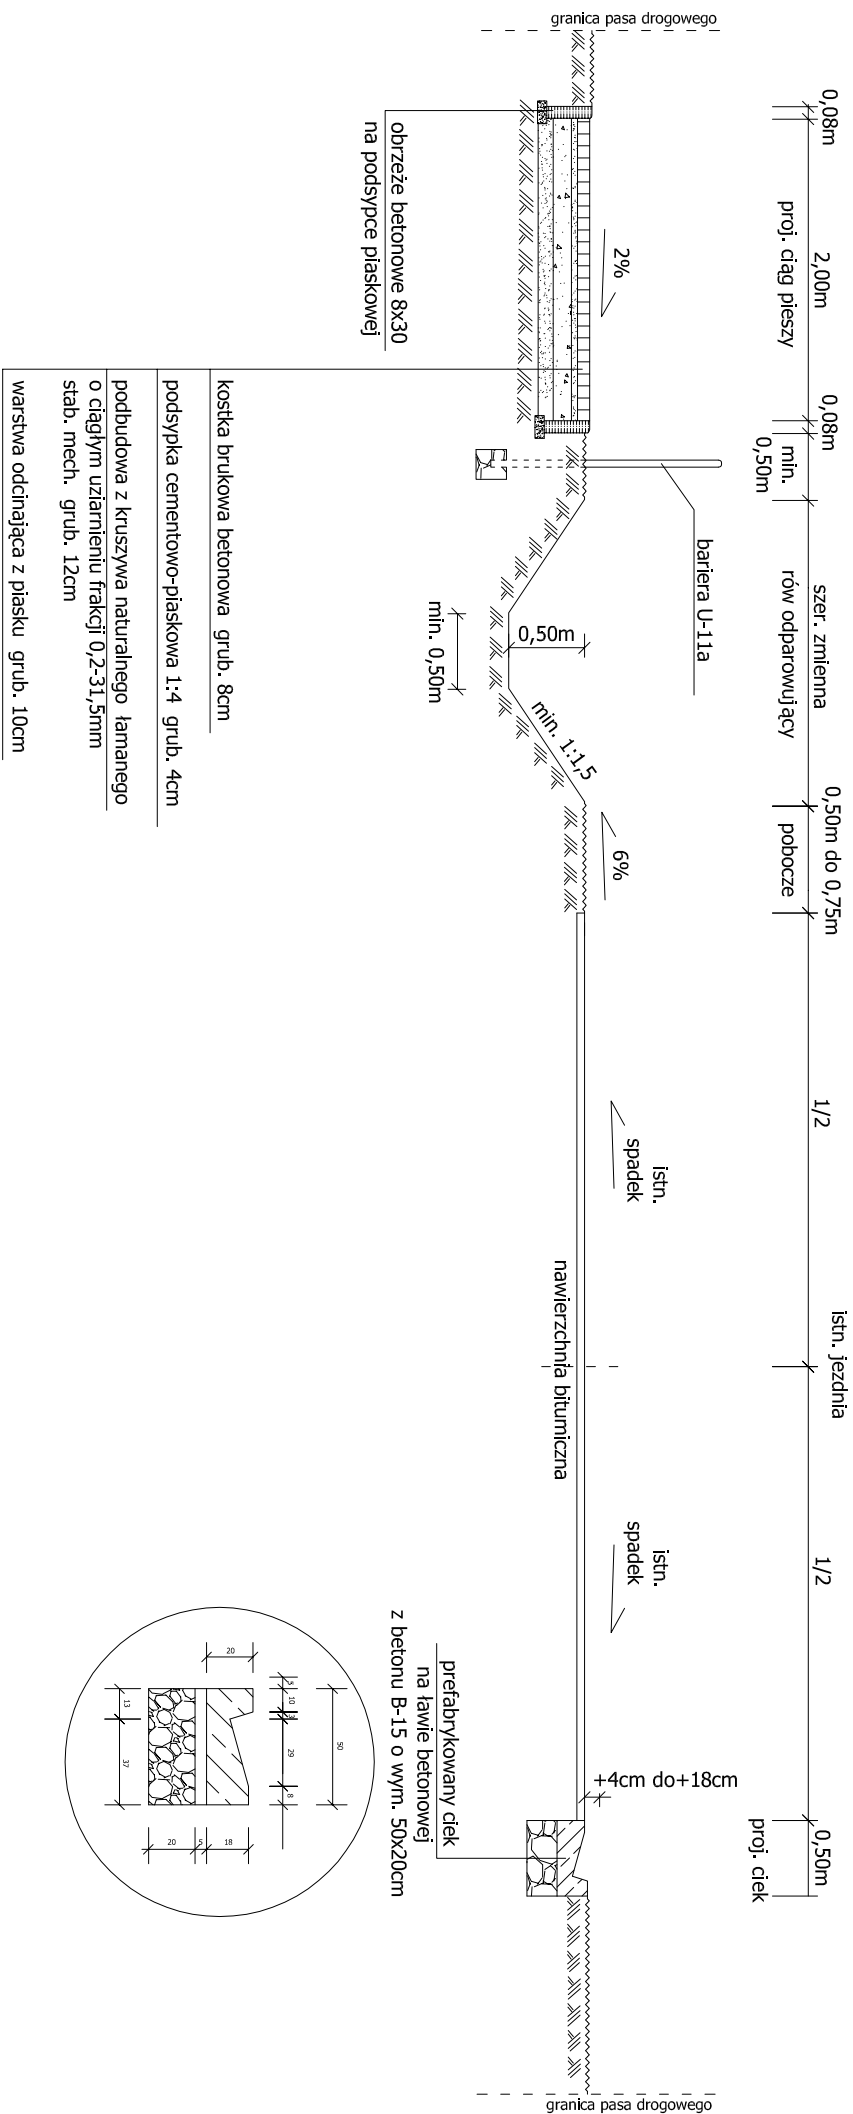 granica pasa drogowego
0,08m
2,00m
0,08m
proj. ciąg pieszy
min.
0,50m
szer. zmienna
rów odparowujący
0,50m do 0,75m
pobocze
1/2
istn. jezdnia
1/2
0,50m
proj. ciek
2%
bariera U-11a
0,50m
min. 0,50m
min. 1:1,5
6%
istn.
spadek
nawierzchnia bitumiczna
istn.
spadek
+4cm do+18cm
obrzeże betonowe 8x30
na podsypce piaskowej
kostka brukowa betonowa grub. 8cm
podsypka cementowo-piaskowa 1:4 grub. 4cm
podbudowa z kruszywa naturalnego łamanego
o ciągłym uziarnieniu frakcji 0,2-31,5mm
stab. mech. grub. 12cm
warstwa odcinająca z piasku grub. 10cm
prefabrykowany ciek
na ławie betonowej
z betonu B-15 o wym. 50x20cm
50
5
10
3
29
8
20
18
5
20
13
37
granica pasa drogowego